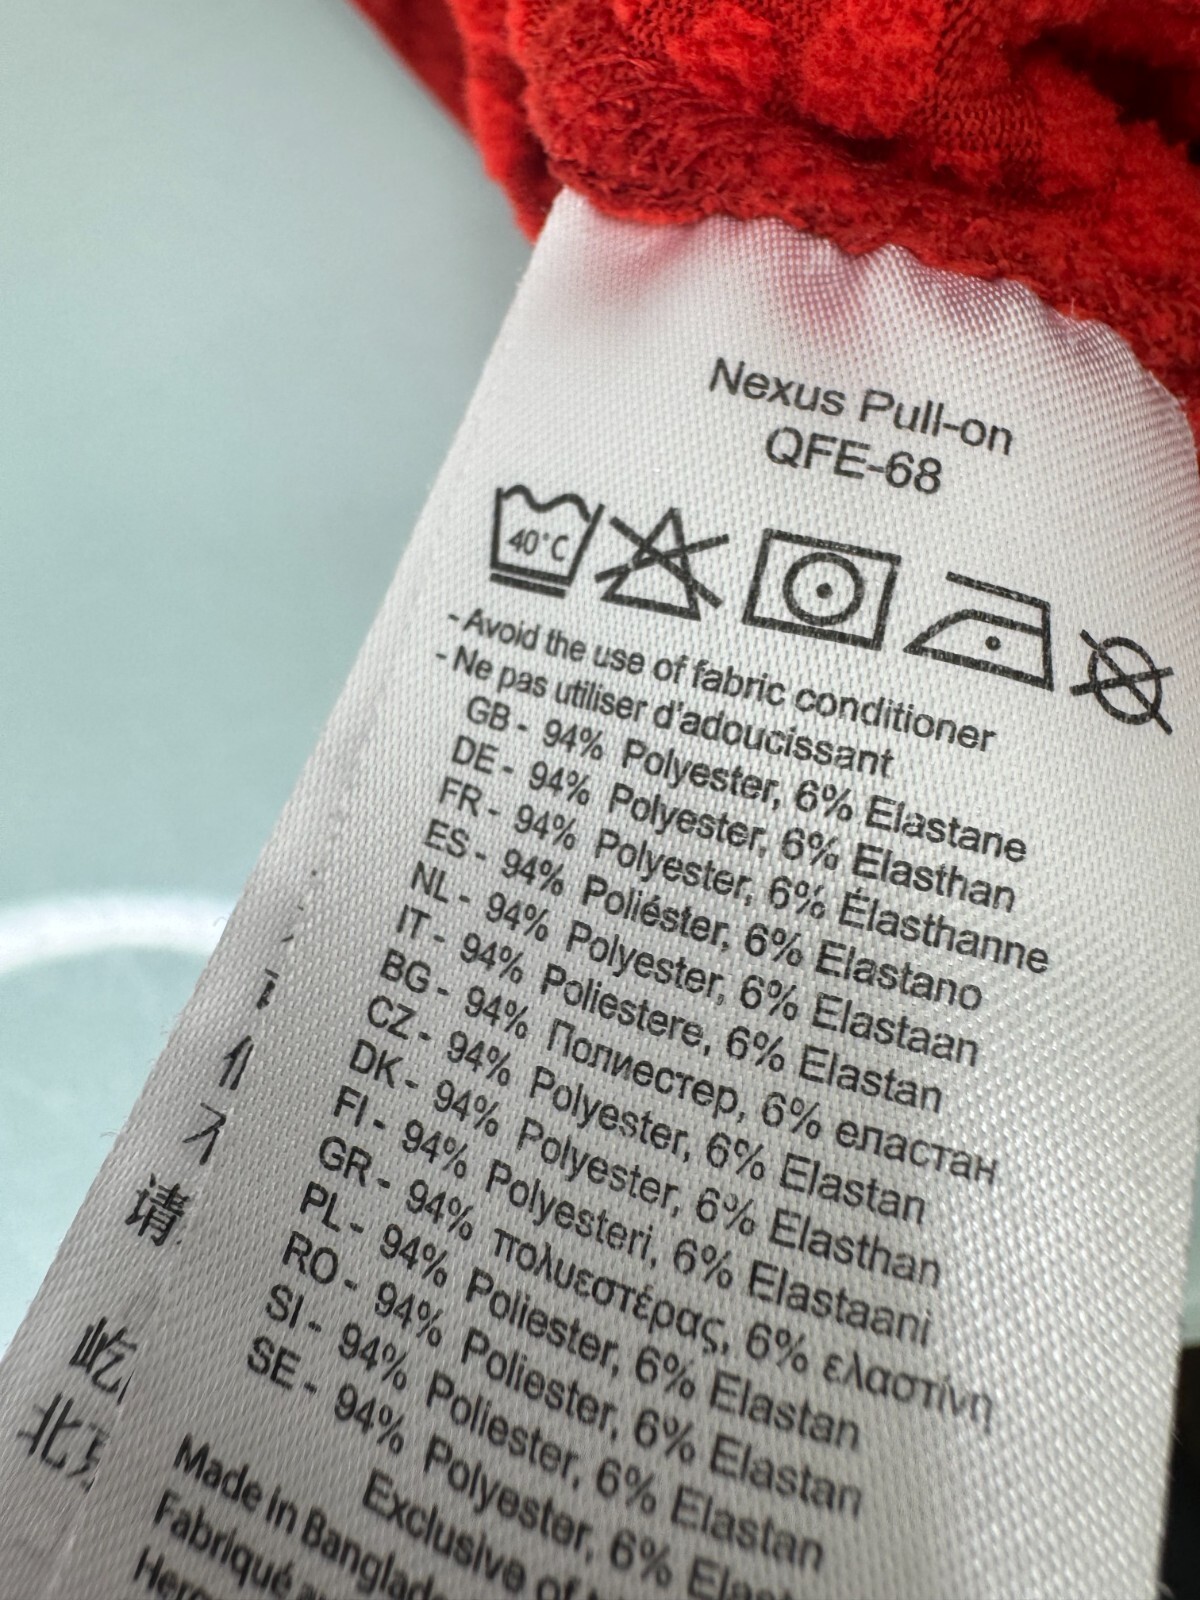 Nexus Pull-on
QFE-68
40°C
- Avoid the use of fabric conditioner
- Ne pas utiliser d'adoucissant
GB - 94% Polyester, 6% Elastane
DE - 94% Polyester, 6% Elasthan
FR - 94% Polyester, 6% Élasthanne
ES - 94% Poliéster, 6% Elastano
NL - 94% Polyester, 6% Elastaan
IT - 94% Poliestere, 6% Elastan
BG - 94% Полиестер, 6% еластан
CZ - 94% Polyester, 6% Elastan
DK - 94% Polyester, 6% Elasthan
FI - 94% Polyesteri, 6% Elastaani
GR - 94% πολυεστέρας, 6% ελαστίνη
PL - 94% Poliester, 6% Elastan
RO - 94% Poliester, 6% Elastan
SI - 94% Poliester, 6% Elastan
SE - 94% Polyester, 6%
Exclusive of
Made in
Fabriqué
请
北